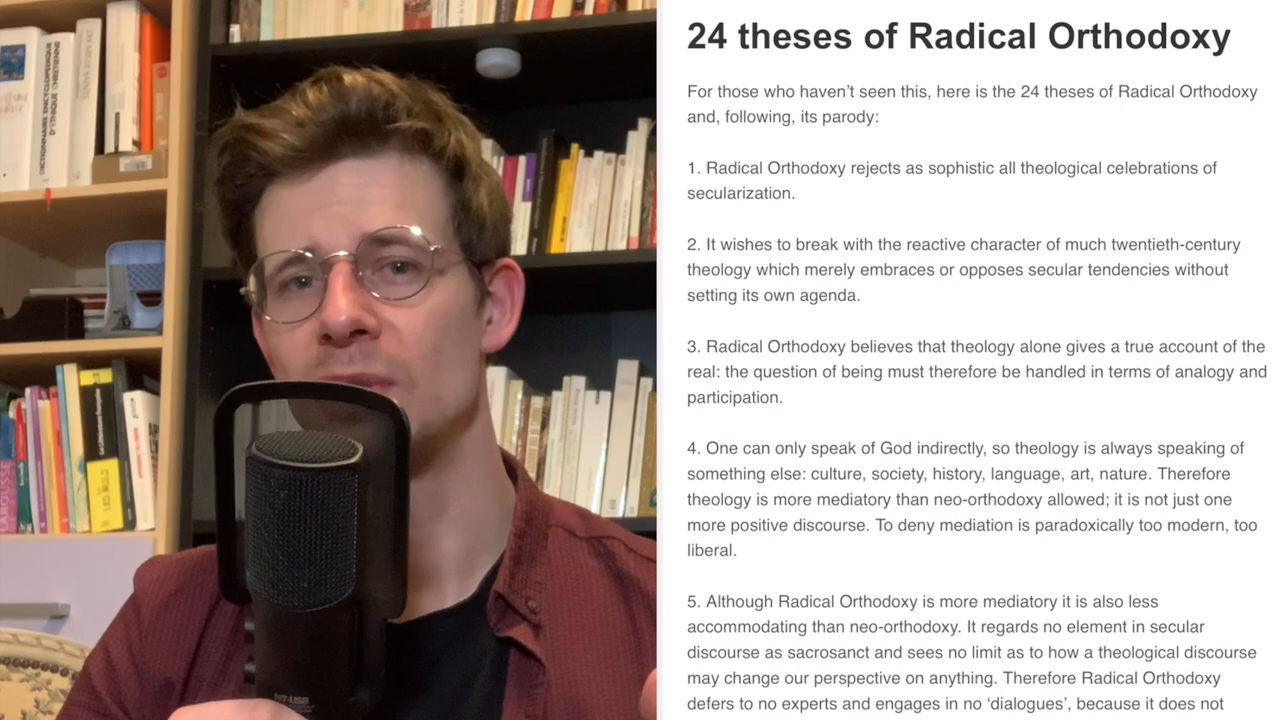 DICTIONNAIRE ENCYCLOPÉDIQUE
D'ÉTHIQUE CHRÉTIENNE
LAROUSSE
NT-USB
24 theses of Radical Orthodoxy
For those who haven’t seen this, here is the 24 theses of Radical Orthodoxy
and, following, its parody:
1. Radical Orthodoxy rejects as sophistic all theological celebrations of
secularization.
2. It wishes to break with the reactive character of much twentieth-century
theology which merely embraces or opposes secular tendencies without
setting its own agenda.
3. Radical Orthodoxy believes that theology alone gives a true account of the
real: the question of being must therefore be handled in terms of analogy and
participation.
4. One can only speak of God indirectly, so theology is always speaking of
something else: culture, society, history, language, art, nature. Therefore
theology is more mediatory than neo-orthodoxy allowed; it is not just one
more positive discourse. To deny mediation is paradoxically too modern, too
liberal.
5. Although Radical Orthodoxy is more mediatory it is also less
accommodating than neo-orthodoxy. It regards no element in secular
discourse as sacrosanct and sees no limit as to how a theological discourse
may change our perspective on anything. Therefore Radical Orthodoxy
defers to no experts and engages in no ‘dialogues’, because it does not